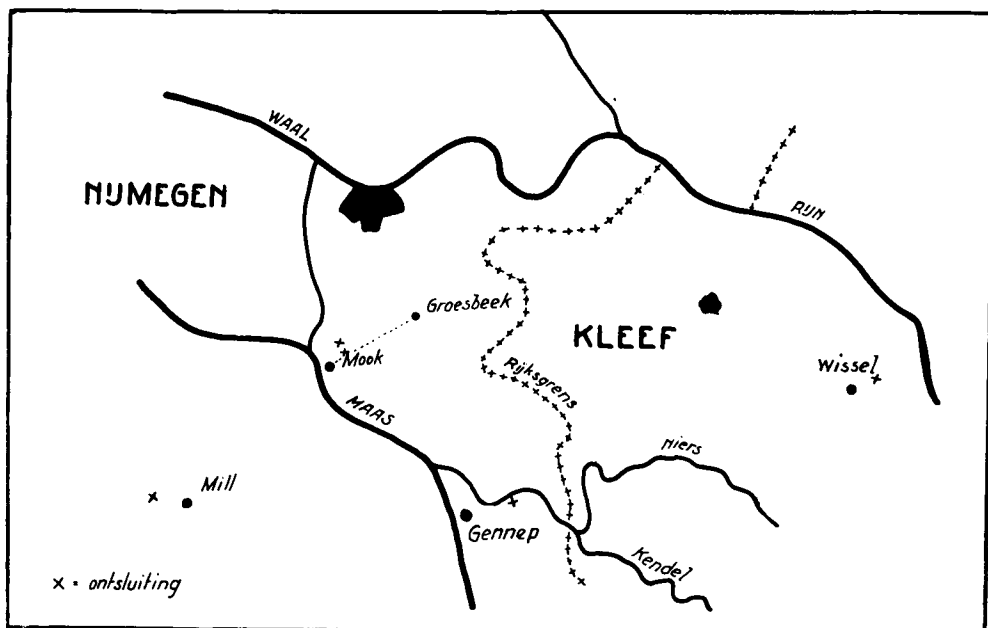 WAAL
NIJMEGEN
RIJN
Groesbeek
KLEEF
Mook
Wissel
Rijksgrens
MAAS
Niers
Mill
Gennep
Kendel
x = ontsluiting